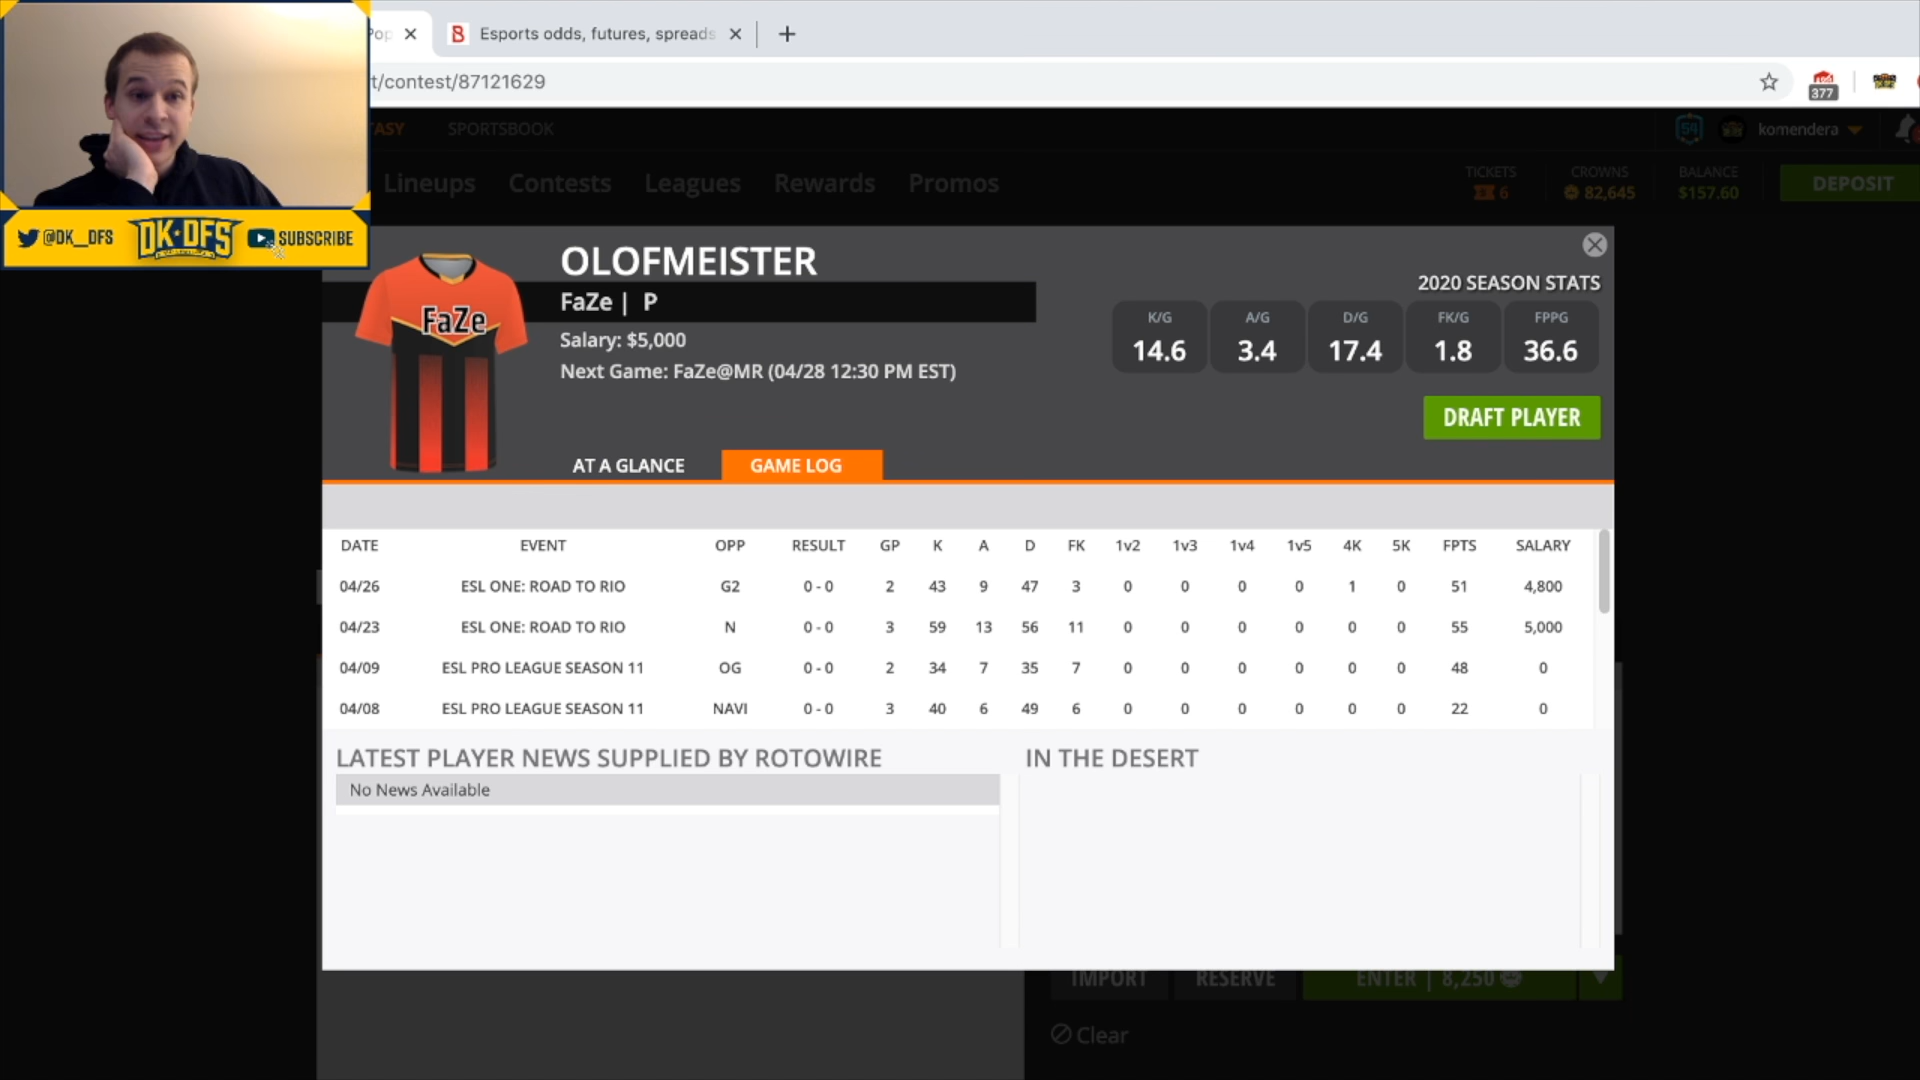 Pop
Esports odds, futures, spreads
t/contest/87121629
377
TASY SPORTSBOOK
54
komendera
Lineups Contests Leagues Rewards Promos
TICKETS
6
CROWNS
82,645
BALANCE
$157.60
DEPOSIT
@DK__DFS
DK★DFS
SUBSCRIBE
FaZe
OLOFMEISTER
FaZe | P
Salary: $5,000
Next Game: FaZe@MR (04/28 12:30 PM EST)
2020 SEASON STATS
K/G A/G D/G FK/G FPPG
14.6 3.4 17.4 1.8 36.6
DRAFT PLAYER
AT A GLANCE GAME LOG
DATE EVENT OPP RESULT GP K A D FK 1v2 1v3 1v4 1v5 4K 5K FPTS SALARY
04/26 ESL ONE: ROAD TO RIO G2 0 - 0 2 43 9 47 3 0 0 0 0 1 0 51 4,800
04/23 ESL ONE: ROAD TO RIO N 0 - 0 3 59 13 56 11 0 0 0 0 0 0 55 5,000
04/09 ESL PRO LEAGUE SEASON 11 OG 0 - 0 2 34 7 35 7 0 0 0 0 0 0 48 0
04/08 ESL PRO LEAGUE SEASON 11 NAVI 0 - 0 3 40 6 49 6 0 0 0 0 0 0 22 0
LATEST PLAYER NEWS SUPPLIED BY ROTOWIRE
No News Available
IN THE DESERT
IMPORT RESERVE ENTER | 8,250
Clear